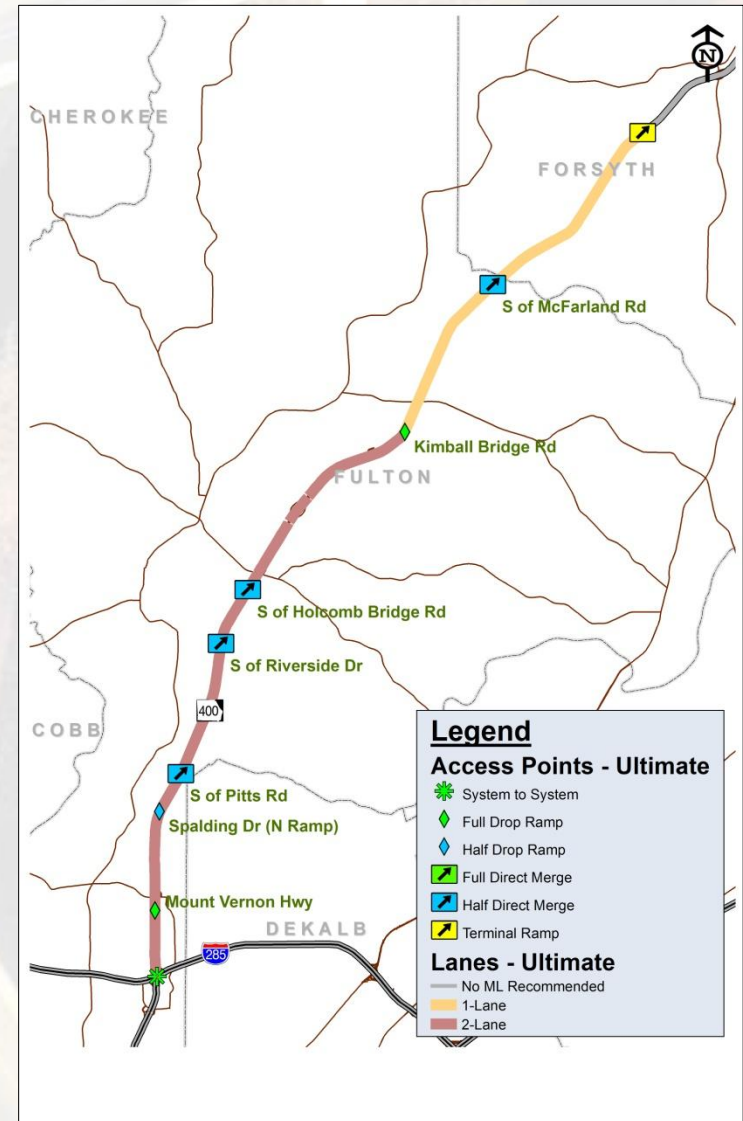 N
CHEROKEE
FORSYTH
S of McFarland Rd
Kimball Bridge Rd
FULTON
S of Holcomb Bridge Rd
S of Riverside Dr
400
COBB
S of Pitts Rd
Spalding Dr (N Ramp)
Mount Vernon Hwy
DEKALB
285
Legend
Access Points - Ultimate
System to System
Full Drop Ramp
Half Drop Ramp
Full Direct Merge
Half Direct Merge
Terminal Ramp
Lanes - Ultimate
No ML Recommended
1-Lane
2-Lane